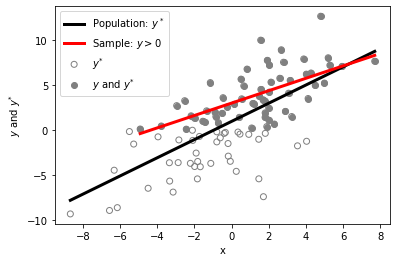 Population: y*
Sample: y > 0
y*
y and y*
y and y*
10
5
0
−5
−10
−8 −6 −4 −2 0 2 4 6 8
x